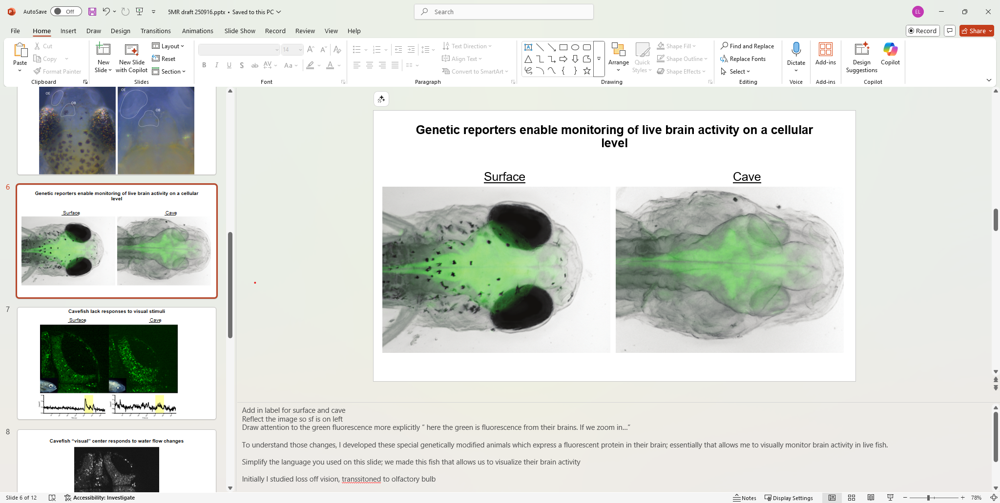 AutoSave Off 5MR draft 250916.pptx • Saved to this PC Search EL
File Home Insert Draw Design Transitions Animations Slide Show Record Review View Help Record Share
Paste Cut Copy Format Painter
Clipboard
New Slide New Slide with Copilot Layout Reset Section
Slides
14
B I U S ab AV Aa A
Font
Text Direction
Align Text
Convert to SmartArt
Paragraph
Arrange Quick Styles Shape Fill Shape Outline Shape Effects
Drawing
Find and Replace
Replace Fonts
Select
Editing
Dictate
Voice
Add-ins
Add-ins
Design Suggestions Copilot
Copilot
OE OE
OB OB
6
Genetic reporters enable monitoring of live brain activity on a cellular
level
Surface Cave
7
Cavefish lack responses to visual stimuli
Surface Cave
8
Cavefish “visual” center responds to water flow changes
Genetic reporters enable monitoring of live brain activity on a cellular
level
Surface Cave
Add in label for surface and cave
Reflect the image so sf is on left
Draw attention to the green fluorescence more explicitly “ here the green is fluorescence from their brains. If we zoom in…”
To understand those changes, I developed these special genetically modified animals which express a fluorescent protein in their brain; essentially that allows me to visually monitor brain activity in live fish.
Simplify the language you used on this slide; we made this fish that allows us to visualize their brain activity
Initially I studied loss off vision, transsitoned to olfactory bulb
Slide 6 of 12 Accessibility: Investigate Notes Display Settings 78%